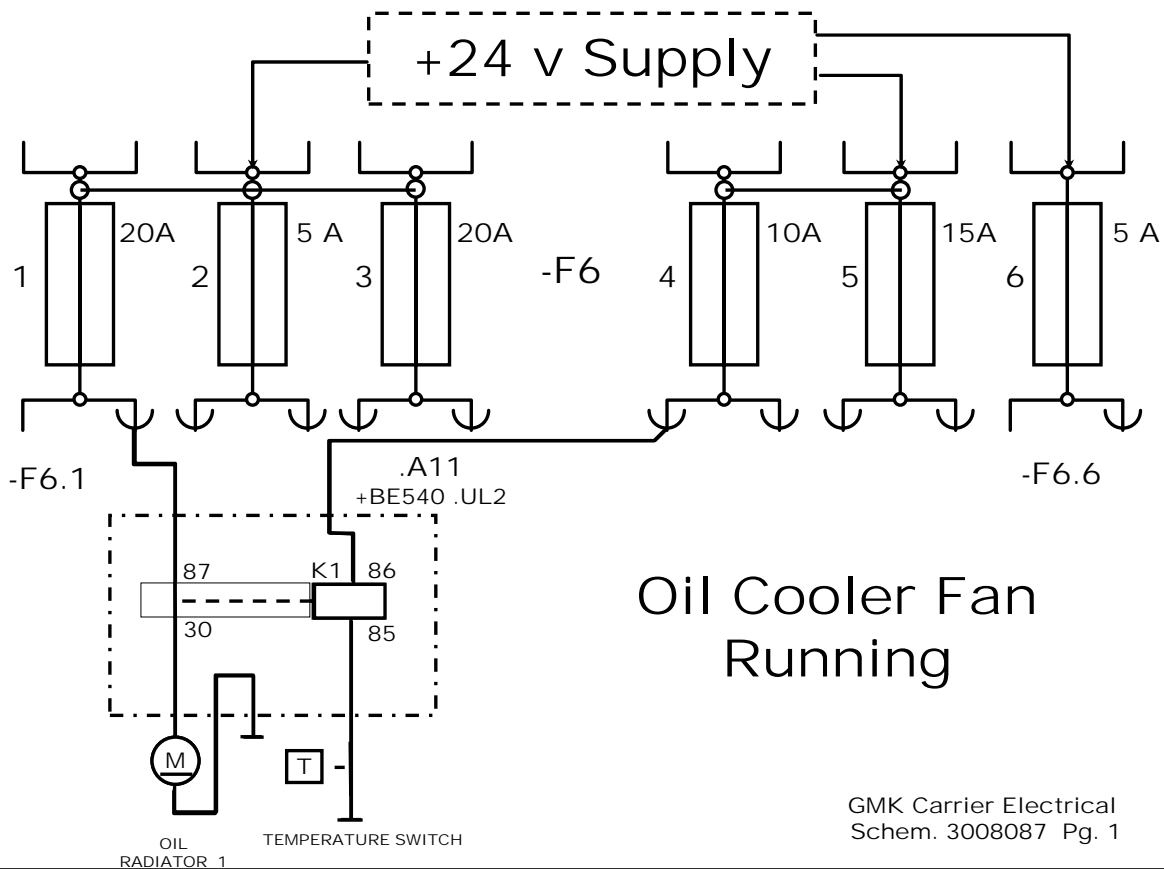 +24 v Supply
20A
5 A
20A
10A
15A
5 A
1
2
3
-F6
4
5
6
-F6.1
.A11
+BE540 .UL2
-F6.6
87
K1
86
30
85
Oil Cooler Fan
Running
M
T
OIL
RADIATOR 1
TEMPERATURE SWITCH
GMK Carrier Electrical
Schem. 3008087 Pg. 1